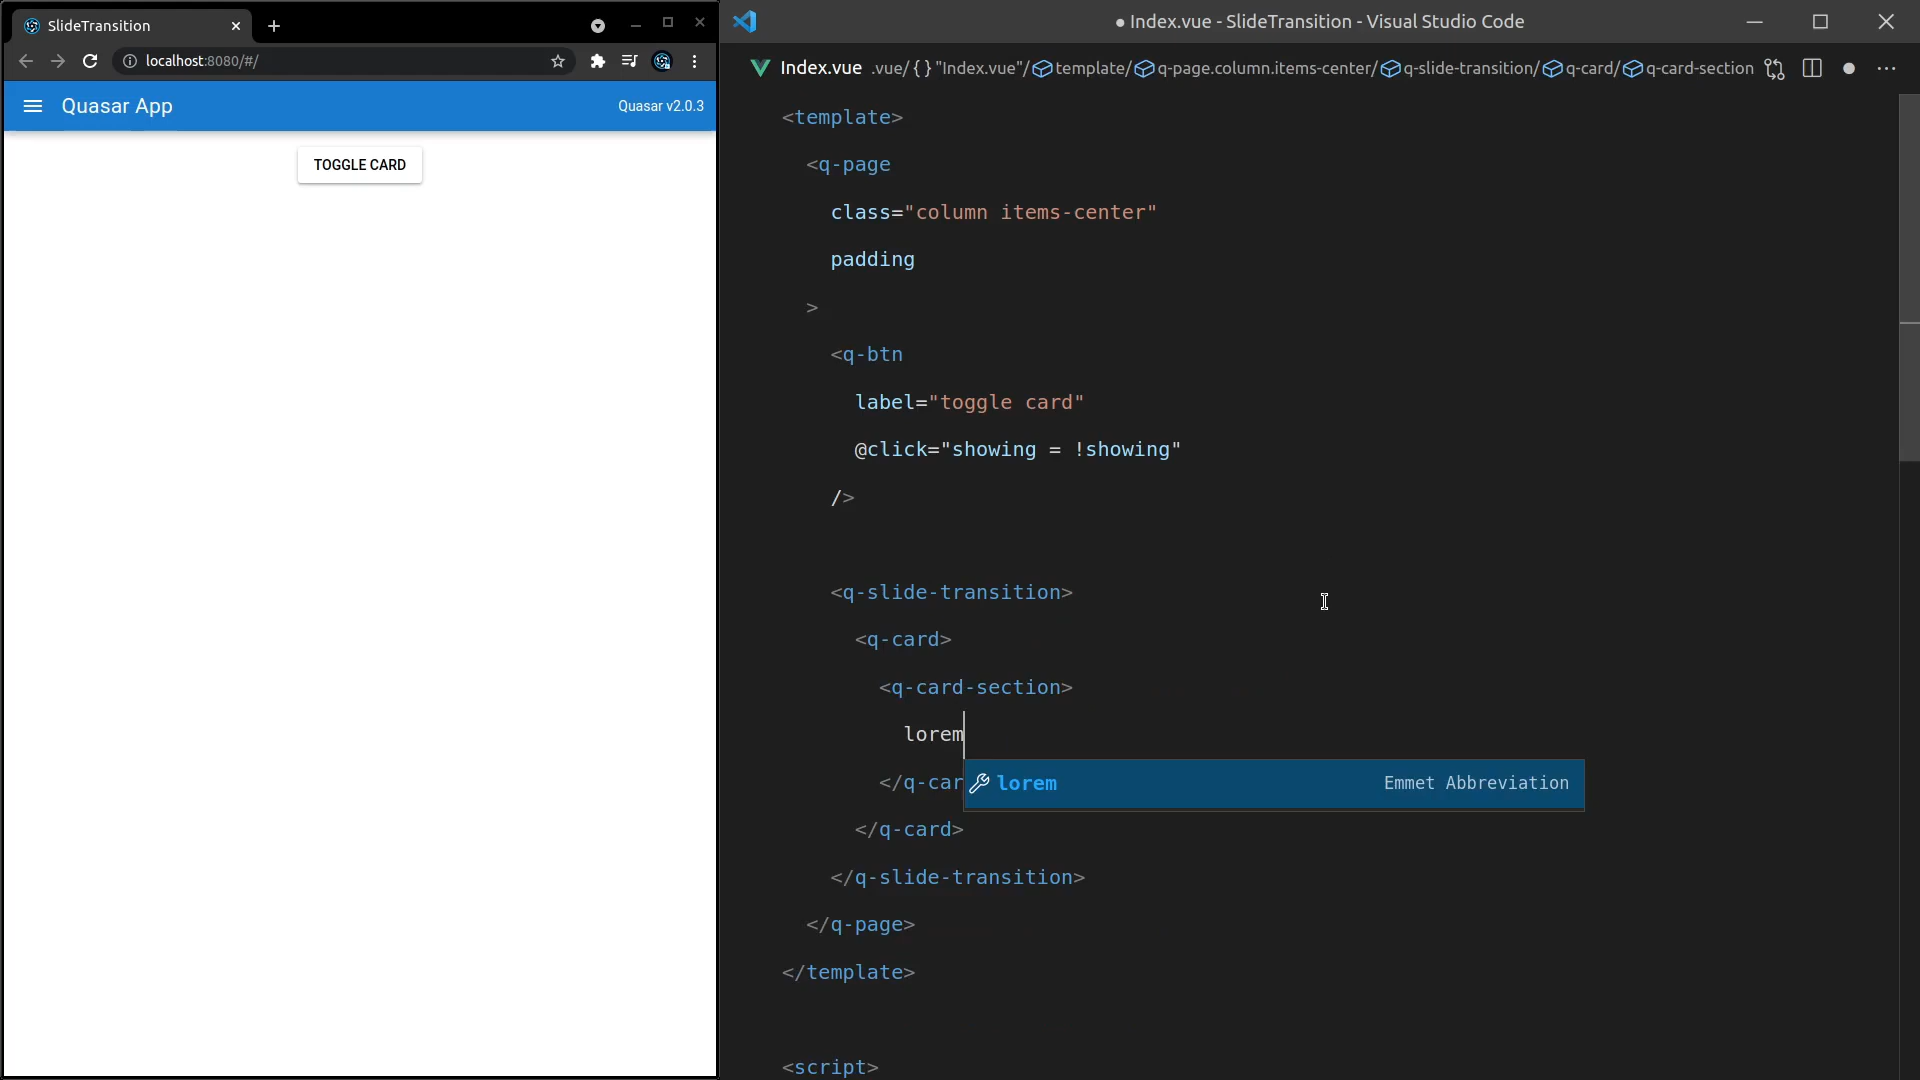 SlideTransition
localhost:8080/#/
Quasar App
Quasar v2.0.3
TOGGLE CARD
● Index.vue - SlideTransition - Visual Studio Code
Index.vue .vue/{}"Index.vue"/template/q-page.column.items-center/q-slide-transition/q-card/q-card-section
<template>
<q-page
class="column items-center"
padding
>
<q-btn
label="toggle card"
@click="showing = !showing"
/>
<q-slide-transition>
<q-card>
<q-card-section>
lorem
</q-car
lorem Emmet Abbreviation
</q-card>
</q-slide-transition>
</q-page>
</template>
<script>